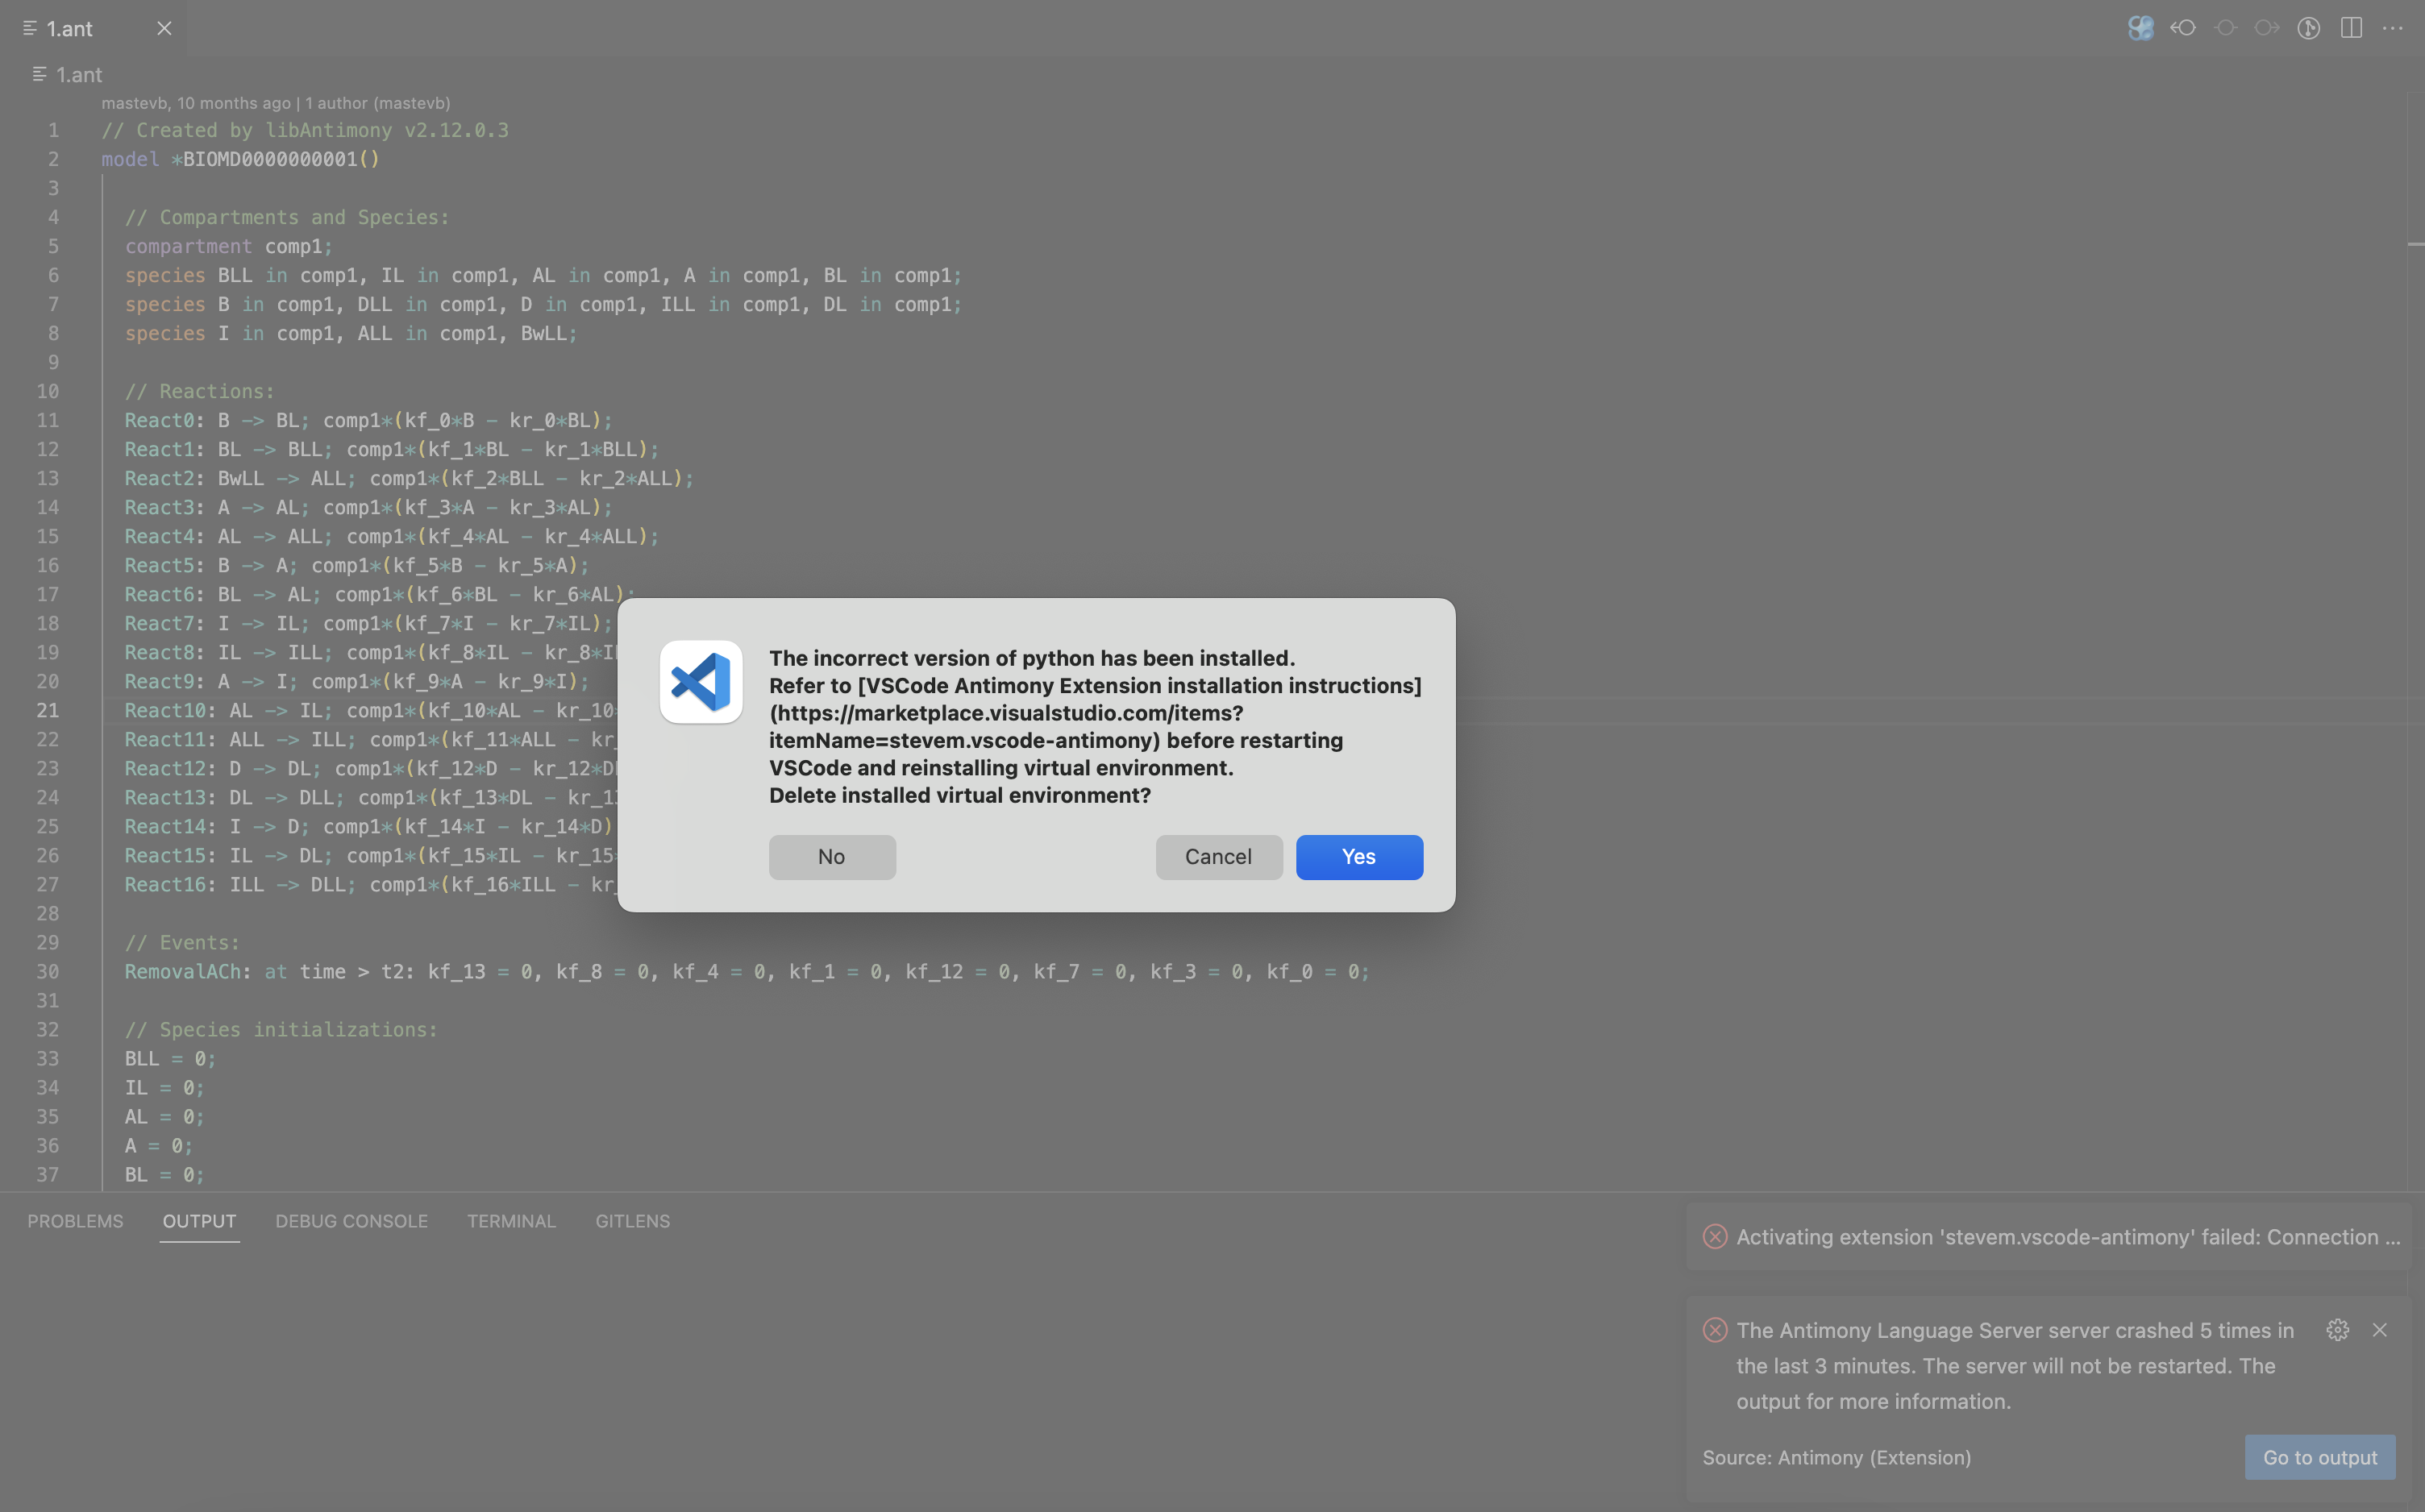 1.ant
1.ant
mastevb, 10 months ago | 1 author (mastevb)
1 // Created by libAntimony v2.12.0.3
2 model *BIOMD0000000001()
3
4 // Compartments and Species:
5 compartment comp1;
6 species BLL in comp1, IL in comp1, AL in comp1, A in comp1, BL in comp1;
7 species B in comp1, DLL in comp1, D in comp1, ILL in comp1, DL in comp1;
8 species I in comp1, ALL in comp1, BwLL;
9
10 // Reactions:
11 React0: B -> BL; comp1*(kf_0*B - kr_0*BL);
12 React1: BL -> BLL; comp1*(kf_1*BL - kr_1*BLL);
13 React2: BwLL -> ALL; comp1*(kf_2*BLL - kr_2*ALL);
14 React3: A -> AL; comp1*(kf_3*A - kr_3*AL);
15 React4: AL -> ALL; comp1*(kf_4*AL - kr_4*ALL);
16 React5: B -> A; comp1*(kf_5*B - kr_5*A);
17 React6: BL -> AL; comp1*(kf_6*BL - kr_6*AL);
18 React7: I -> IL; comp1*(kf_7*I - kr_7*IL);
19 React8: IL -> ILL; comp1*(kf_8*IL - kr_8*I
20 React9: A -> I; comp1*(kf_9*A - kr_9*I);
21 React10: AL -> IL; comp1*(kf_10*AL - kr_10*
22 React11: ALL -> ILL; comp1*(kf_11*ALL - kr_
23 React12: D -> DL; comp1*(kf_12*D - kr_12*D
24 React13: DL -> DLL; comp1*(kf_13*DL - kr_1
25 React14: I -> D; comp1*(kf_14*I - kr_14*D)
26 React15: IL -> DL; comp1*(kf_15*IL - kr_15*
27 React16: ILL -> DLL; comp1*(kf_16*ILL - kr_
28
29 // Events:
30 RemovalACh: at time > t2: kf_13 = 0, kf_8 = 0, kf_4 = 0, kf_1 = 0, kf_12 = 0, kf_7 = 0, kf_3 = 0, kf_0 = 0;
31
32 // Species initializations:
33 BLL = 0;
34 IL = 0;
35 AL = 0;
36 A = 0;
37 BL = 0;
The incorrect version of python has been installed.
Refer to [VSCode Antimony Extension installation instructions]
(https://marketplace.visualstudio.com/items?
itemName=stevem.vscode-antimony) before restarting
VSCode and reinstalling virtual environment.
Delete installed virtual environment?
No Cancel Yes
PROBLEMS OUTPUT DEBUG CONSOLE TERMINAL GITLENS
Activating extension 'stevem.vscode-antimony' failed: Connection ...
The Antimony Language Server server crashed 5 times in
the last 3 minutes. The server will not be restarted. The
output for more information.
Source: Antimony (Extension)
Go to output